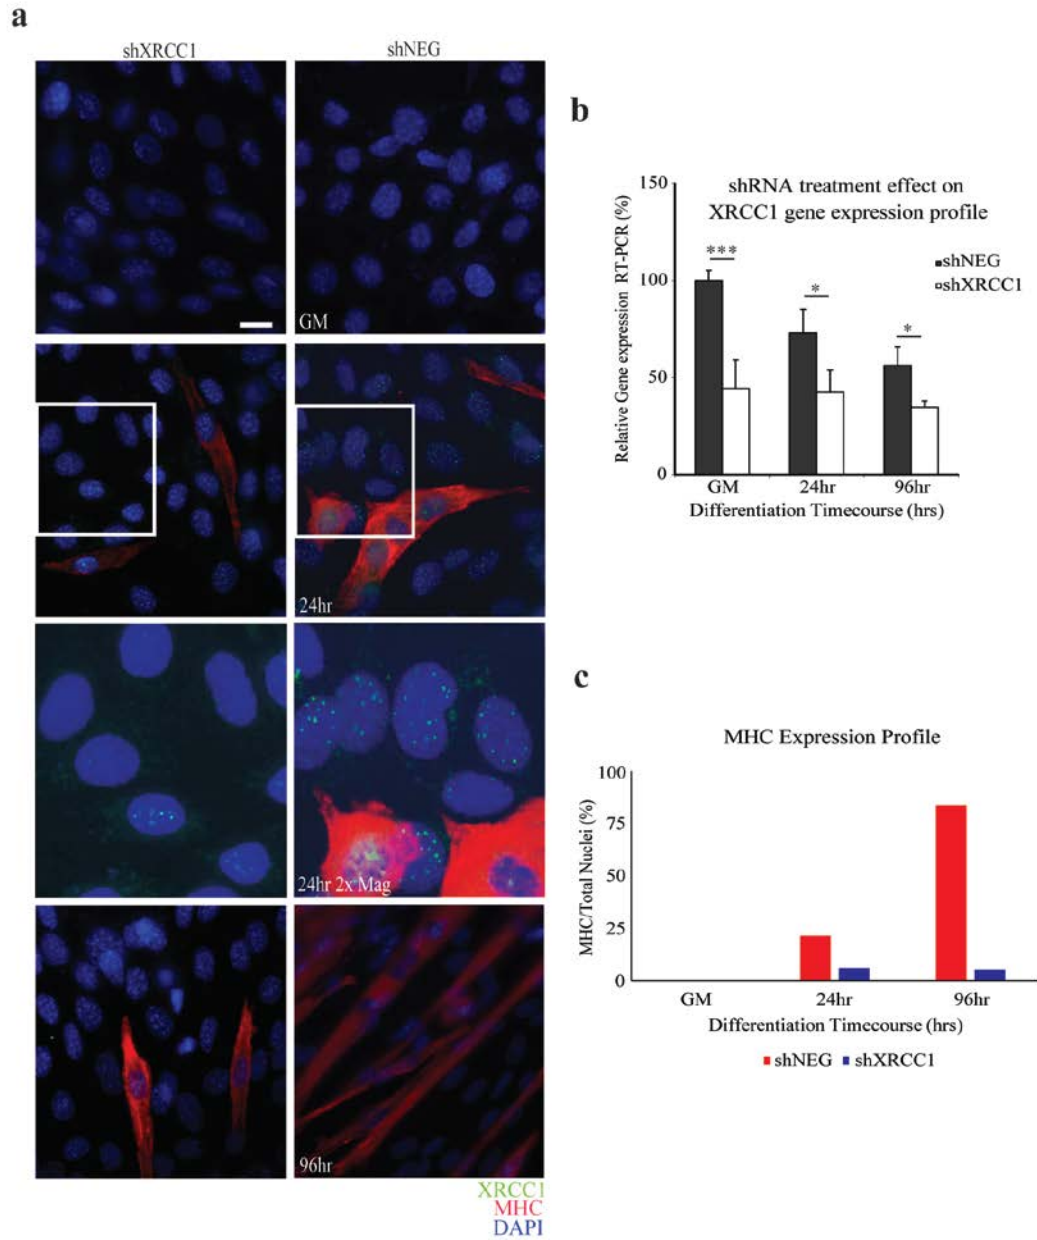 a
shXRCC1
shNEG
GM
24hr
24hr 2x Mag
96hr
XRCC1
MHC
DAPI
b
shRNA treatment effect on
XRCC1 gene expression profile
Relative Gene expression RT-PCR (%)
150
100
50
0
***
*
*
shNEG
shXRCC1
GM
24hr
96hr
Differentiation Timecourse (hrs)
c
MHC Expression Profile
MHC/Total Nuclei (%)
100
75
50
25
0
GM
24hr
96hr
Differentiation Timecourse (hrs)
shNEG shXRCC1